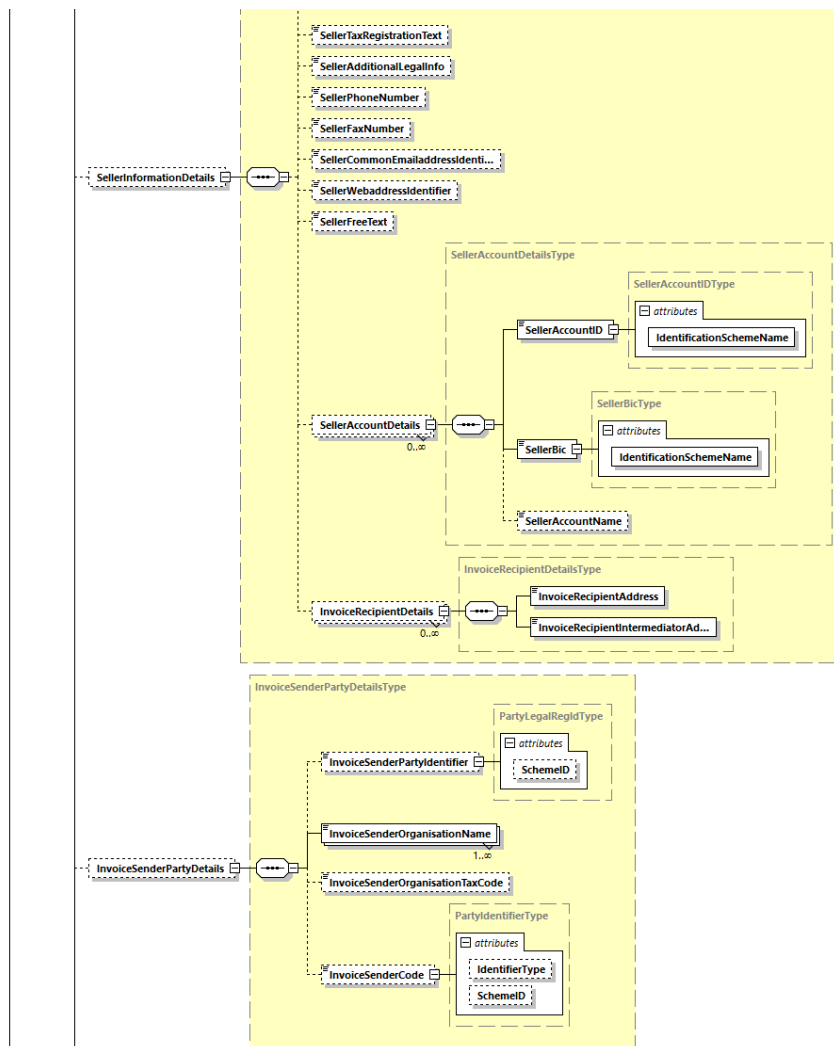 SellerTaxRegistrationText
SellerAdditionalLegalInfo
SellerPhoneNumber
SellerFaxNumber
SellerCommonEmailaddressIdenti...
SellerInformationDetails
SellerWebaddressIdentifier
SellerFreeText
SellerAccountDetailsType
SellerAccountIDType
attributes
SellerAccountID
IdentificationSchemeName
SellerBicType
SellerAccountDetails
0..∞
attributes
SellerBic
IdentificationSchemeName
SellerAccountName
InvoiceRecipientDetailsType
InvoiceRecipientDetails
0..∞
InvoiceRecipientAddress
InvoiceRecipientIntermediatorAd...
InvoiceSenderPartyDetailsType
PartyLegalRegIdType
attributes
InvoiceSenderPartyIdentifier
SchemeID
InvoiceSenderOrganisationName
1..∞
InvoiceSenderPartyDetails
InvoiceSenderOrganisationTaxCode
PartyIdentifierType
attributes
InvoiceSenderCode
IdentifierType
SchemeID